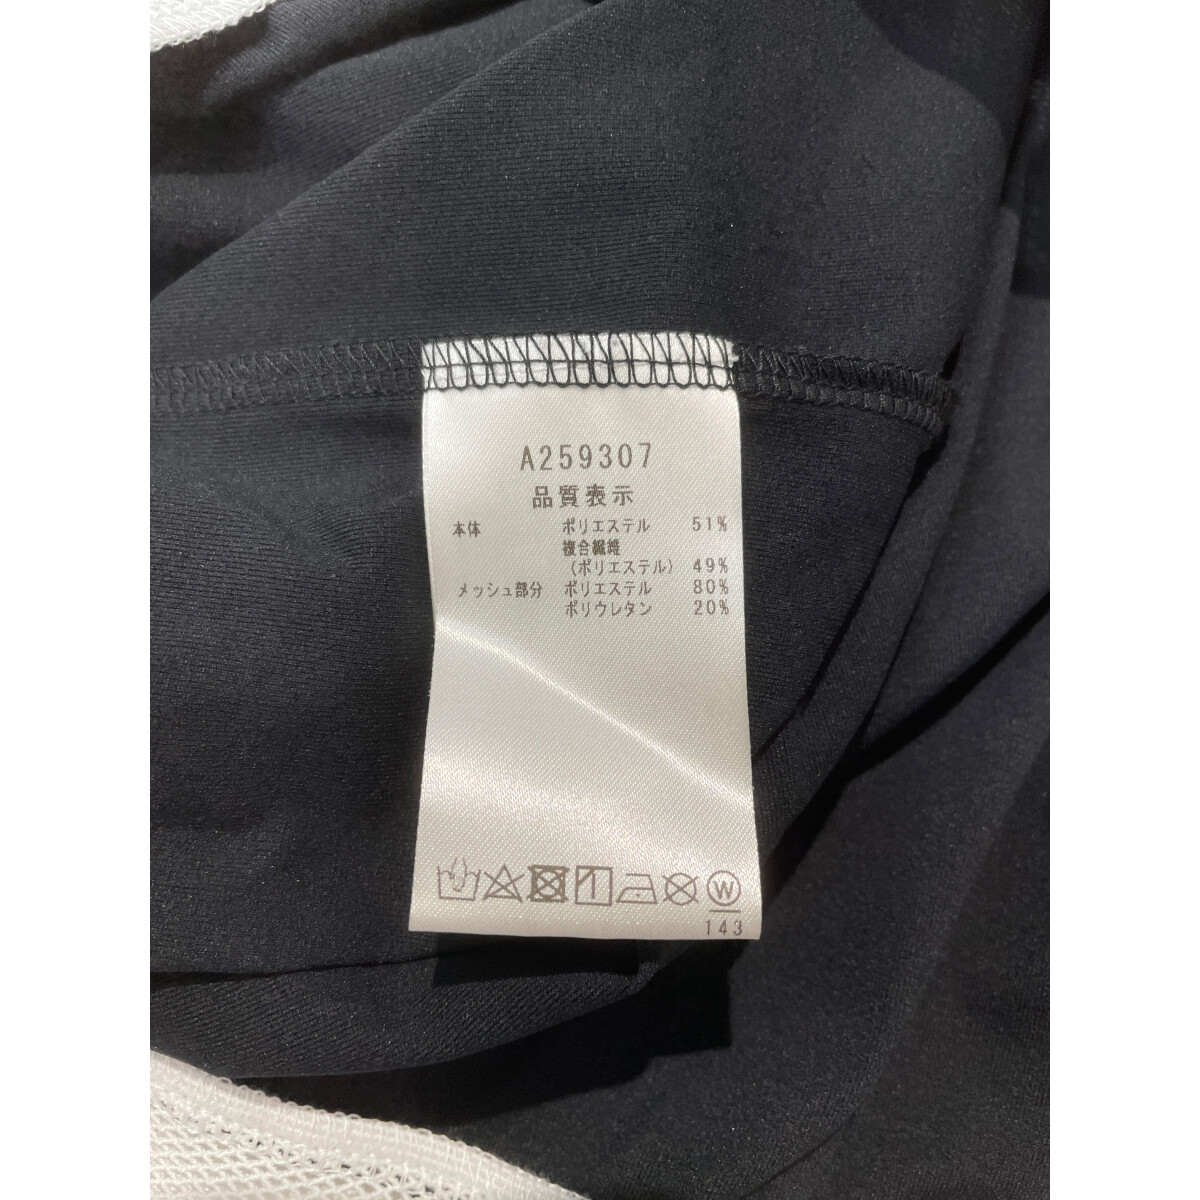 A259307
品質表示
本体 ポリエステル 51%
複合繊維
(ポリエステル) 49%
メッシュ部分 ポリエステル 80%
ポリウレタン 20%
W
143